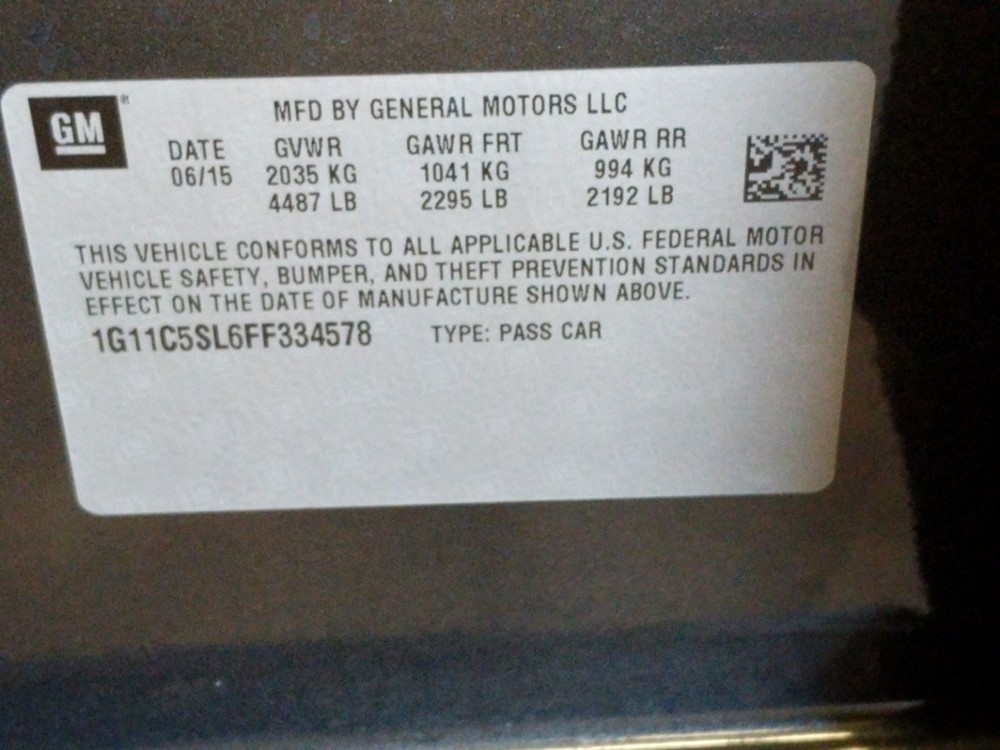 GM
MFD BY GENERAL MOTORS LLC
DATE GVWR GAWR FRT GAWR RR
06/15 2035 KG 1041 KG 994 KG
4487 LB 2295 LB 2192 LB
THIS VEHICLE CONFORMS TO ALL APPLICABLE U.S. FEDERAL MOTOR
VEHICLE SAFETY, BUMPER, AND THEFT PREVENTION STANDARDS IN
EFFECT ON THE DATE OF MANUFACTURE SHOWN ABOVE.
1G11C5SL6FF334578 TYPE: PASS CAR